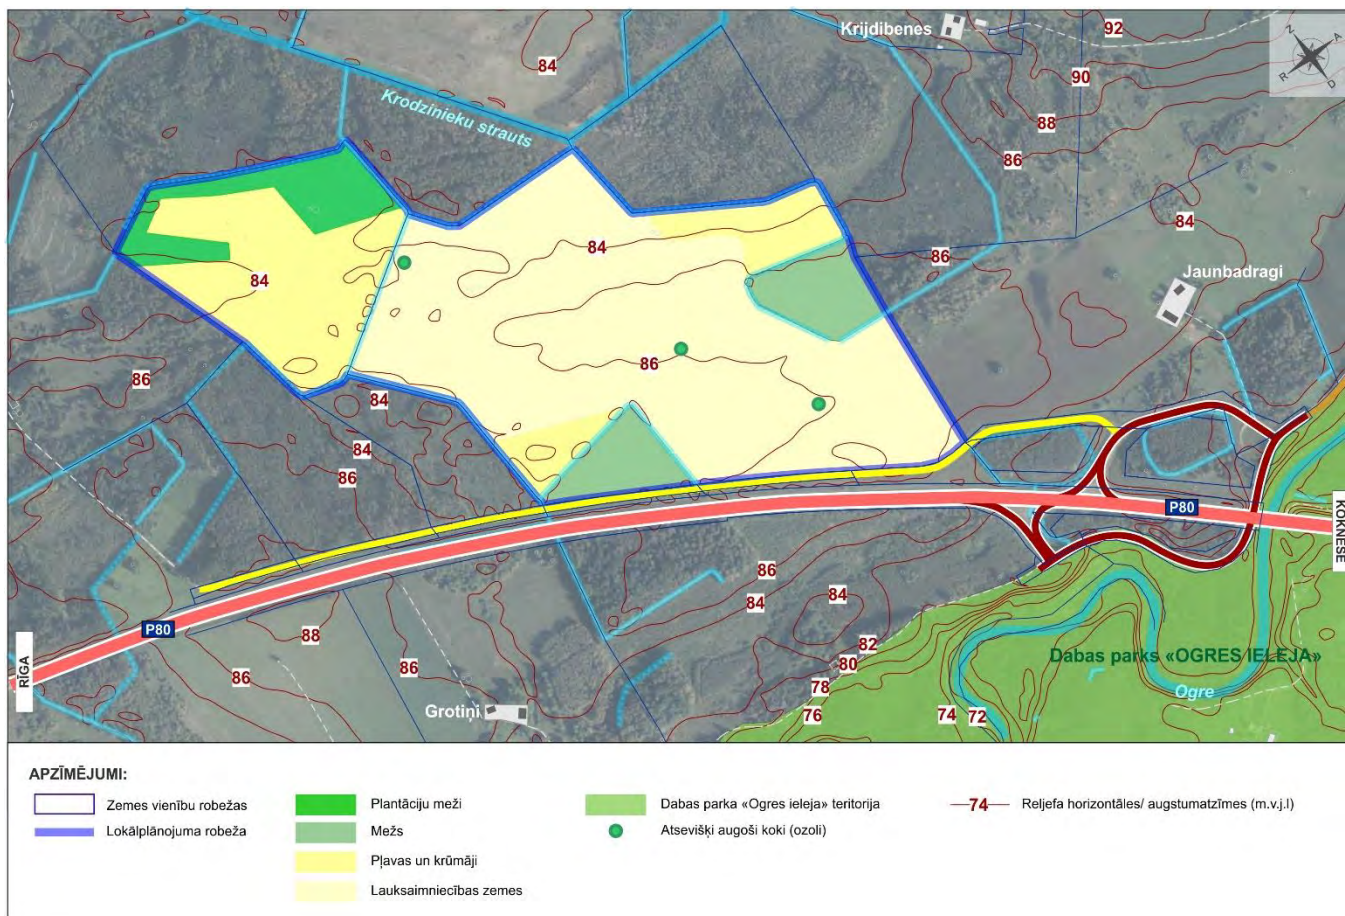 Krijdibenes
92
Z
A
R
D
84
90
Krodzinieku strauts
88
86
84
84
86
84
Jaunbadragi
86
86
84
84
86
P80
KOKNESE
86
84
84
P80
88
82
RĪGA
86
86
80
Dabas parks «OGRES IELEJA»
78
Ogre
Grotiņi
76
74
72
APZĪMĒJUMI:
Zemes vienību robežas
Lokālplānojuma robeža
Plantāciju meži
Mežs
Pļavas un krūmāji
Lauksaimniecības zemes
Dabas parka «Ogres ieleja» teritorija
Atsevišķi augoši koki (ozoli)
74
Reljefa horizontāles/ augstumatzīmes (m.v.j.l)